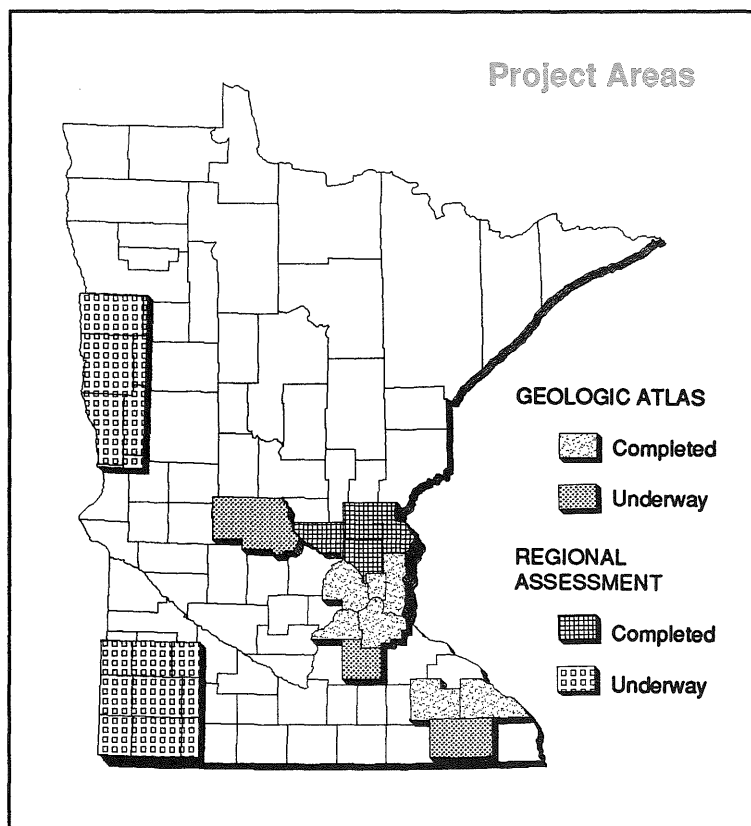 Project Areas
GEOLOGIC ATLAS
Completed
Underway
REGIONAL
ASSESSMENT
Completed
Underway